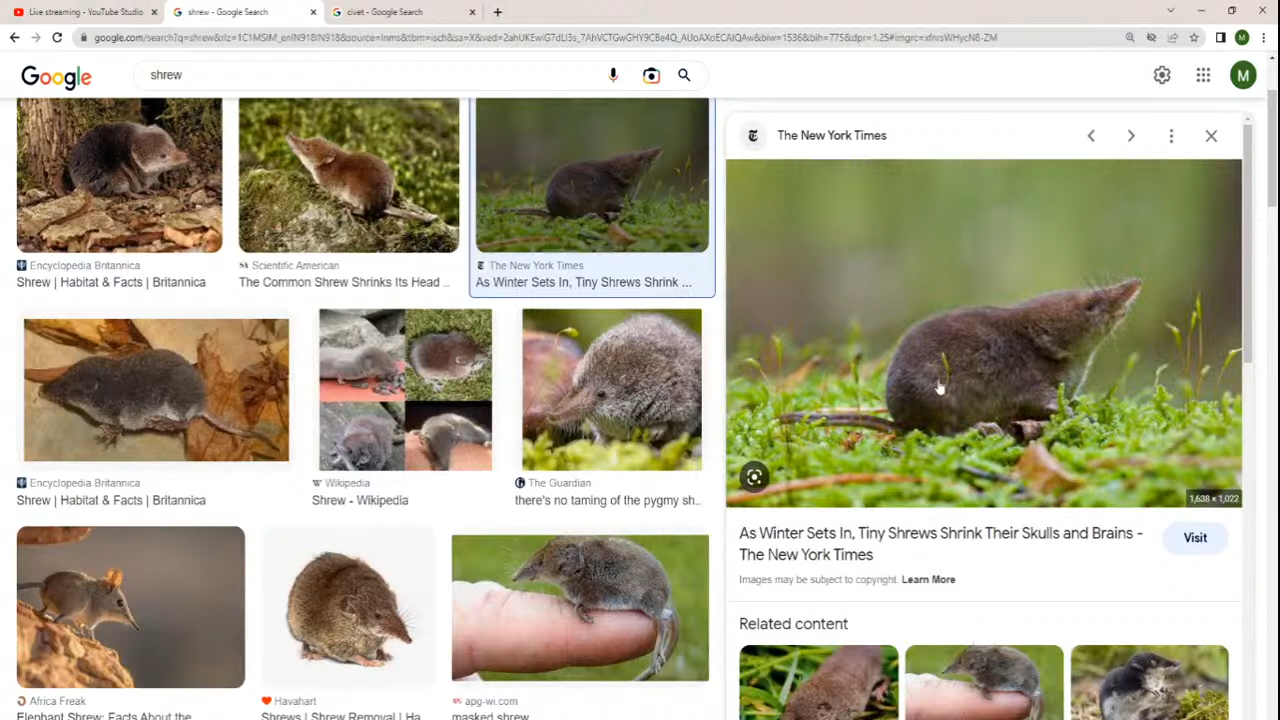 Live streaming - YouTube Studio
shrew - Google Search
civet - Google Search
Google
shrew
M
The New York Times
Encyclopedia Britannica
Shrew | Habitat & Facts | Britannica
Scientific American
The Common Shrew Shrinks Its Head ...
The New York Times
As Winter Sets In, Tiny Shrews Shrink ...
1,638 × 1,022
Encyclopedia Britannica
Shrew | Habitat & Facts | Britannica
Wikipedia
Shrew - Wikipedia
The Guardian
there's no taming of the pygmy sh...
As Winter Sets In, Tiny Shrews Shrink Their Skulls and Brains -
The New York Times
Visit
Images may be subject to copyright. Learn More
Related content
Africa Freak
Elephant Shrew: Facts About the
Havahart
Shrews | Shrew Removal | Ha
apg-wi.com
masked shrew